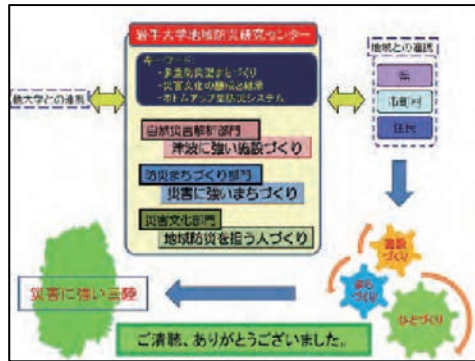 岩手大学地域防災研究センター
キーワード:
・多重防災型まちづくり
・災害文化の醸成と継承
・ボトムアップ型防災システム
他大学との連携
地域との連携
県
市町村
住民
自然災害解析部門
津波に強い施設づくり
防災まちづくり部門
災害に強いまちづくり
災害文化部門
地域防災を担う人づくり
施設
づくり
まち
づくり
ひとづくり
災害に強い三陸
ご清聴、ありがとうございました。